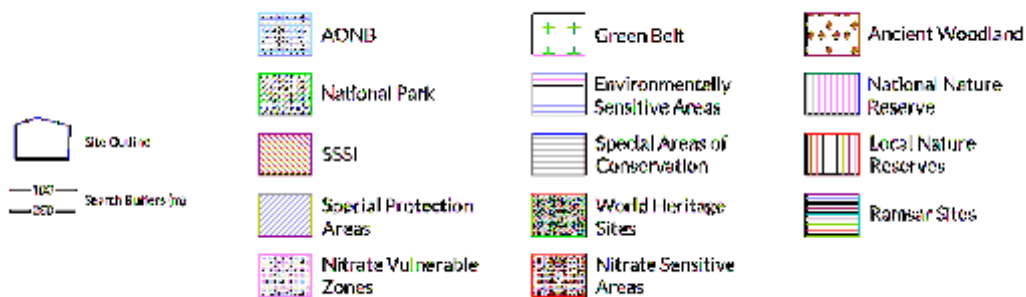 AONB
Green Belt
Ancient Woodland
National Park
Environmentally
Sensitive Areas
National Nature
Reserve
Site Outline
SSSI
Special Areas of
Conservation
Local Nature
Reserves
Search Buffers (m)
250
Special Protection
Areas
World Heritage
Sites
Ramsar Sites
Nitrate Vulnerable
Zones
Nitrate Sensitive
Areas